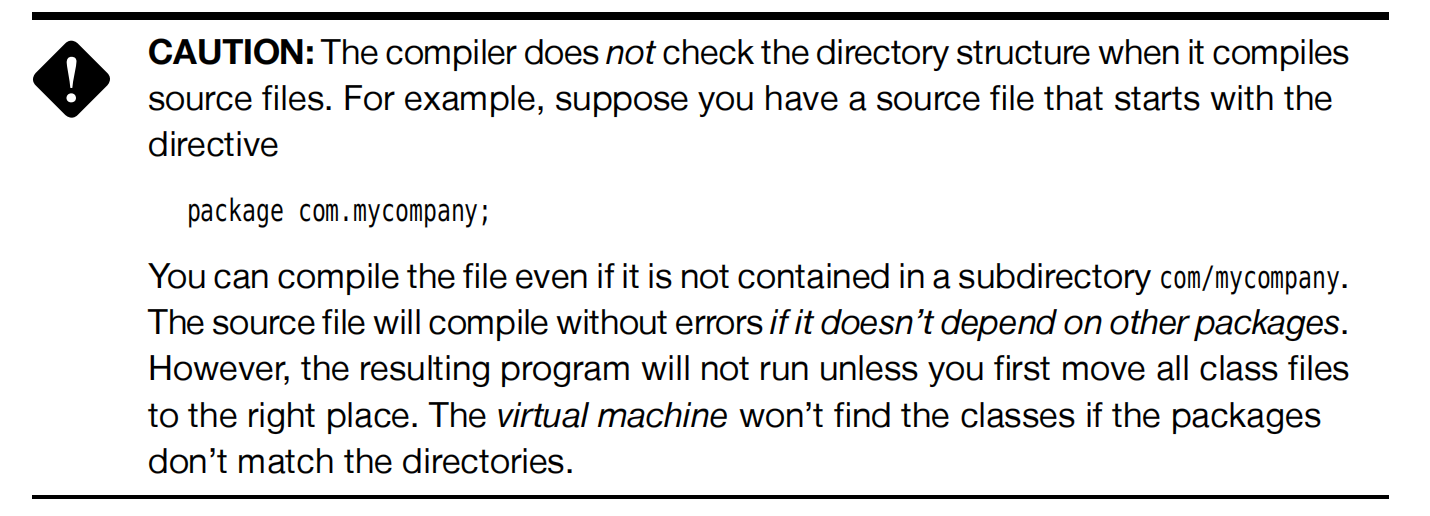 CAUTION: The compiler does not check the directory structure when it compiles
source files. For example, suppose you have a source file that starts with the
directive
package com.mycompany;
You can compile the file even if it is not contained in a subdirectory com/mycompany.
The source file will compile without errors if it doesn’t depend on other packages.
However, the resulting program will not run unless you first move all class files
to the right place. The virtual machine won’t find the classes if the packages
don’t match the directories.